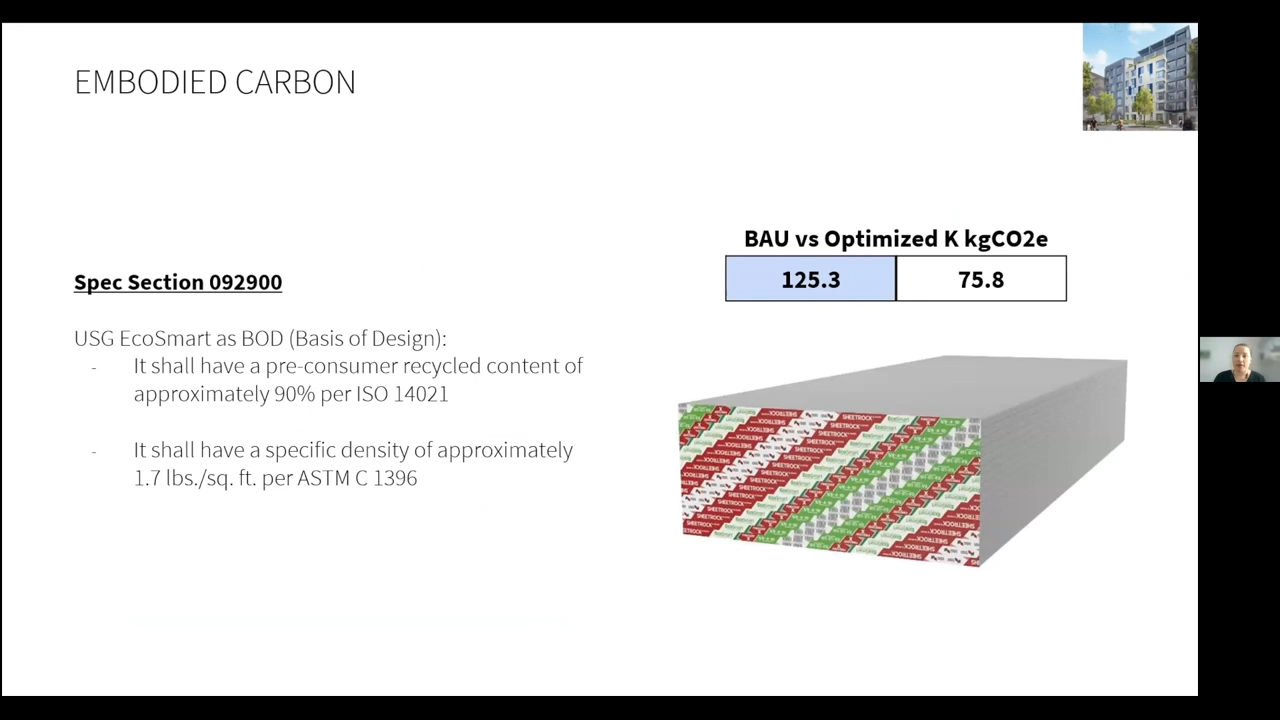 EMBODIED CARBON
BAU vs Optimized K kgCO2e
125.3 75.8
Spec Section 092900
USG EcoSmart as BOD (Basis of Design):
- It shall have a pre-consumer recycled content of
approximately 90% per ISO 14021
- It shall have a specific density of approximately
1.7 lbs./sq. ft. per ASTM C 1396
SHEETROCK
EcoSmart